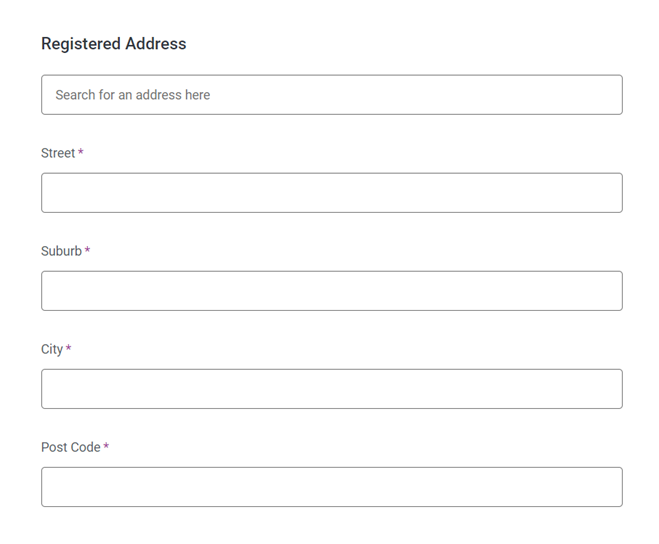 Registered Address
Search for an address here
Street *
Suburb *
City *
Post Code *